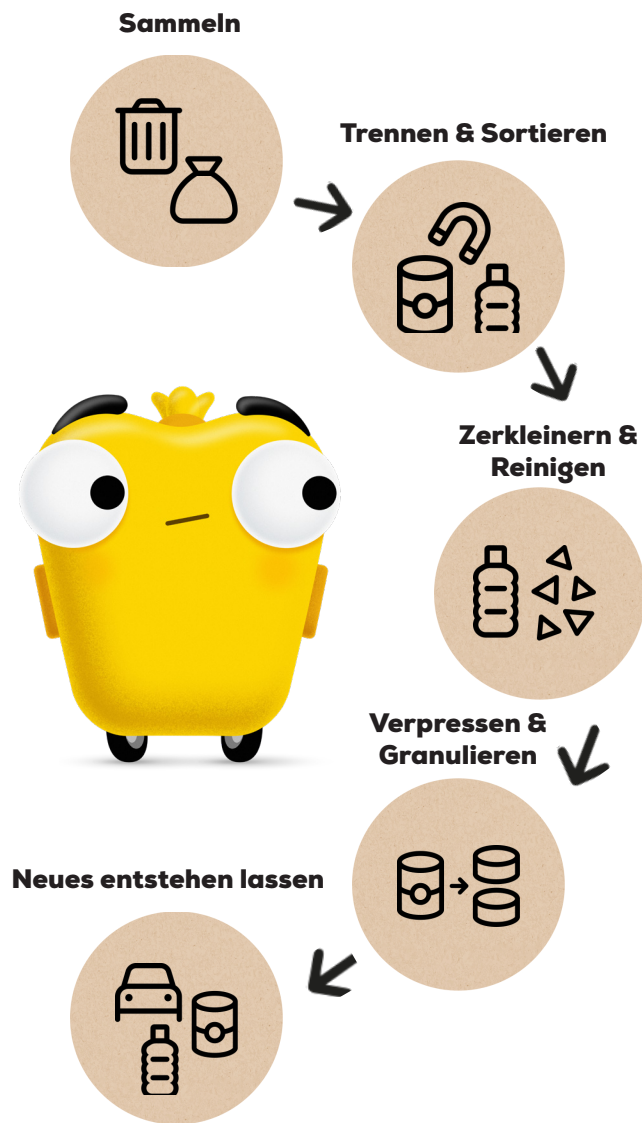 Sammeln
Trennen & Sortieren
Zerkleinern &
Reinigen
Verpressen &
Granulieren
Neues entstehen lassen